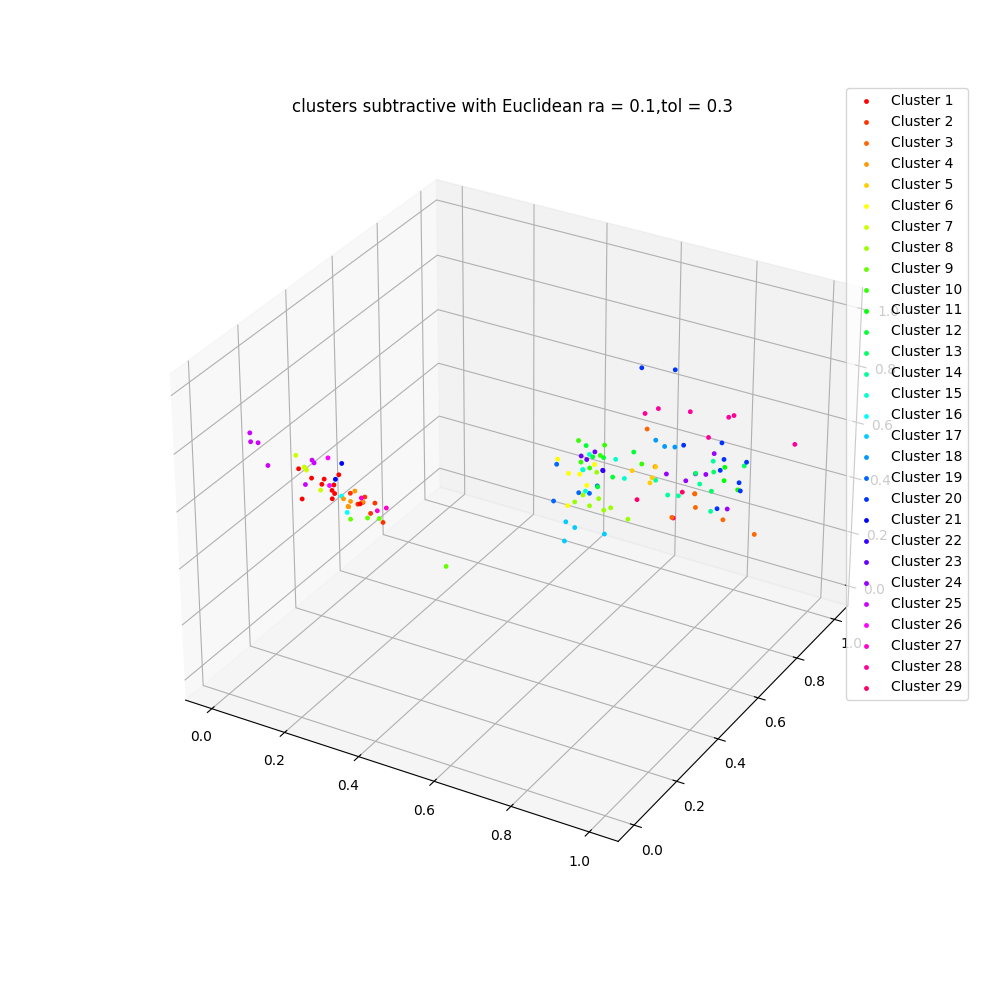 clusters subtractive with Euclidean ra = 0.1,tol = 0.3
Cluster 1
Cluster 2
Cluster 3
Cluster 4
Cluster 5
Cluster 6
Cluster 7
Cluster 8
Cluster 9
Cluster 10
Cluster 11
Cluster 12
Cluster 13
Cluster 14
Cluster 15
Cluster 16
Cluster 17
Cluster 18
Cluster 19
Cluster 20
Cluster 21
Cluster 22
Cluster 23
Cluster 24
Cluster 25
Cluster 26
Cluster 27
Cluster 28
Cluster 29
1.0
0.8
0.6
0.4
0.2
0.0
1.0
0.8
0.6
0.4
0.2
0.0
0.0
0.2
0.4
0.6
0.8
1.0